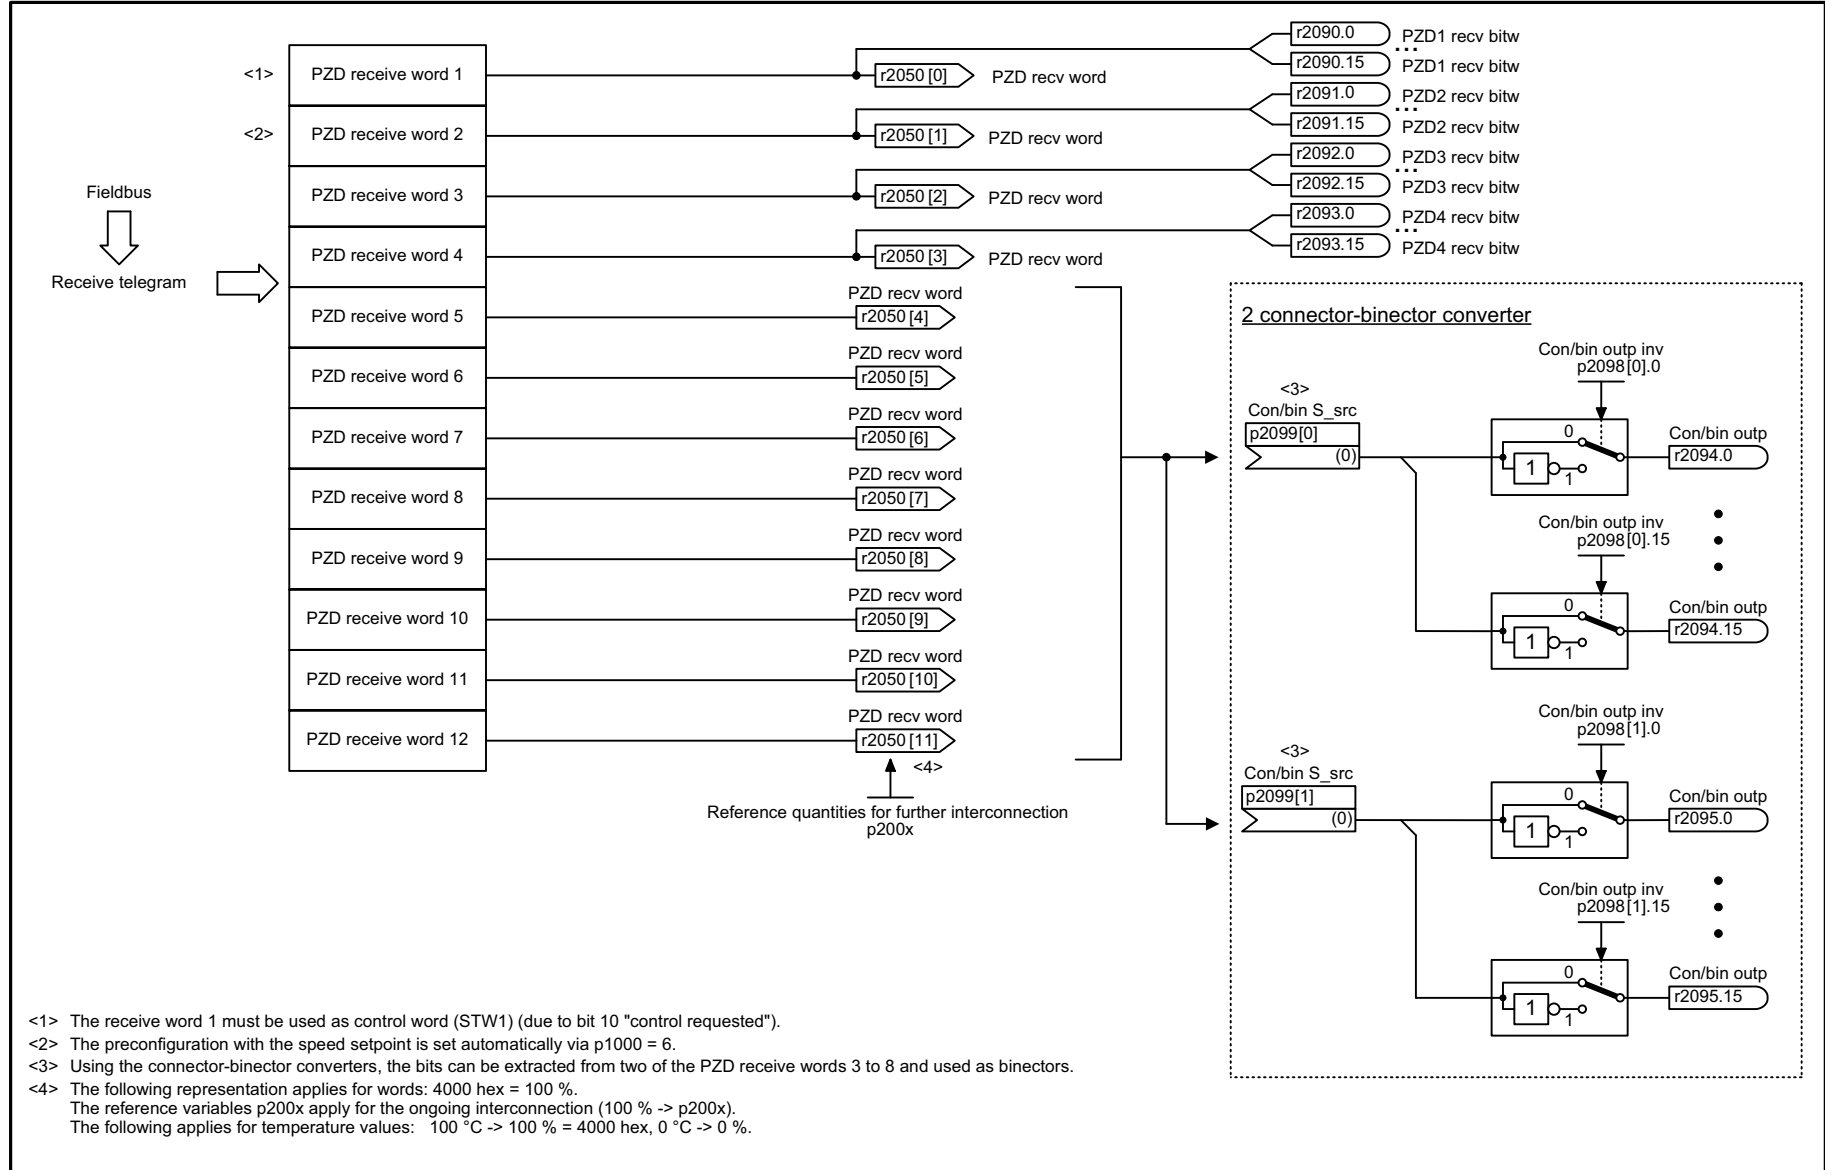 r2090.0
PZD1 recv bitw
...
<1>
PZD receive word 1
r2050 [0]
PZD recv word
r2090.15
PZD1 recv bitw
r2091.0
PZD2 recv bitw
...
<2>
PZD receive word 2
r2050 [1]
PZD recv word
r2091.15
PZD2 recv bitw
r2092.0
PZD3 recv bitw
...
PZD receive word 3
r2050 [2]
PZD recv word
r2092.15
PZD3 recv bitw
r2093.0
PZD4 recv bitw
...
PZD receive word 4
r2050 [3]
PZD recv word
r2093.15
PZD4 recv bitw
Fieldbus
Receive telegram
PZD recv word
PZD receive word 5
r2050 [4]
PZD recv word
PZD receive word 6
r2050 [5]
PZD recv word
PZD receive word 7
r2050 [6]
PZD recv word
PZD receive word 8
r2050 [7]
PZD recv word
PZD receive word 9
r2050 [8]
PZD recv word
PZD receive word 10
r2050 [9]
PZD recv word
PZD receive word 11
r2050 [10]
PZD recv word
PZD receive word 12
r2050 [11]
<4>
Reference quantities for further interconnection
p200x
2 connector-binector converter
<3>
Con/bin S_src
p2099[0]
(0)
Con/bin outp inv
p2098[0].0
0
1
1
Con/bin outp
r2094.0
Con/bin outp inv
p2098[0].15
0
1
1
Con/bin outp
r2094.15
<3>
Con/bin S_src
p2099[1]
(0)
Con/bin outp inv
p2098[1].0
0
1
1
Con/bin outp
r2095.0
Con/bin outp inv
p2098[1].15
0
1
1
Con/bin outp
r2095.15
<1> The receive word 1 must be used as control word (STW1) (due to bit 10 "control requested").
<2> The preconfiguration with the speed setpoint is set automatically via p1000 = 6.
<3> Using the connector-binector converters, the bits can be extracted from two of the PZD receive words 3 to 8 and used as binectors.
<4> The following representation applies for words: 4000 hex = 100 %.
The reference variables p200x apply for the ongoing interconnection (100 % -> p200x).
The following applies for temperature values: 100 °C -> 100 % = 4000 hex, 0 °C -> 0 %.